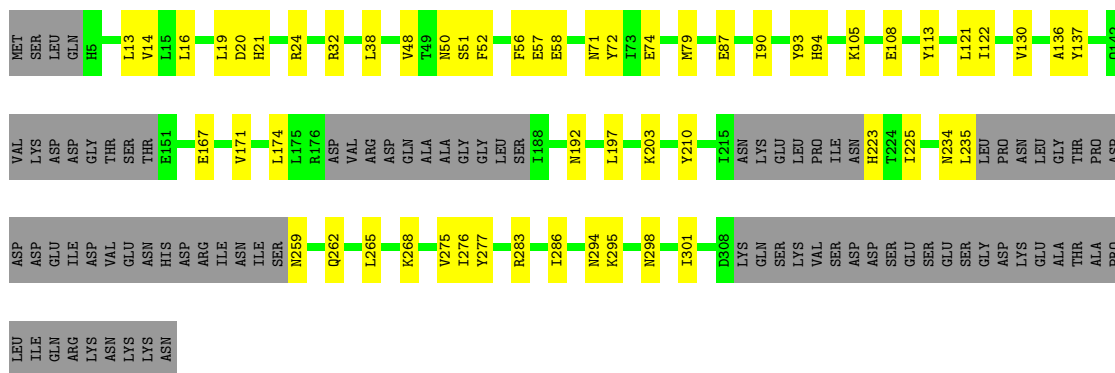 MET SER LEU GLN H5 L13 V14 L15 L16 L19 D20 H21 R24 R32 L38 V48 T49 N50 S51 F52 F56 E57 E58 N71 Y72 I73 E74 M79 E87 I90 Y93 H94 K105 E108 Y113 L121 I122 V130 A136 Y137
VAL LYS ASP ASP GLY THR SER THR E151 E167 V171 L174 L175 R176 ASP VAL ARG ASP GLN ALA ALA GLY GLY LEU SER I188 N192 L197 K203 Y210 I215 ASN LYS GLU LEU PRO ILE ASN H223 T224 I225 N234 L235 LEU PRO ASN LEU GLY THR PRO ASP
ASP ASP GLU ILE ASP VAL GLU ASN HIS ASP ARG ILE ASN ILE SER N259 Q262 L265 K268 V275 I276 Y277 R283 I286 N294 K295 N298 I301 D308 LYS GLN SER LYS VAL SER ASP ASP SER GLU SER GLU SER GLY ASP LYS GLU ALA THR ALA PRO
LEU ILE GLN ARG LYS ASN LYS LYS ASN